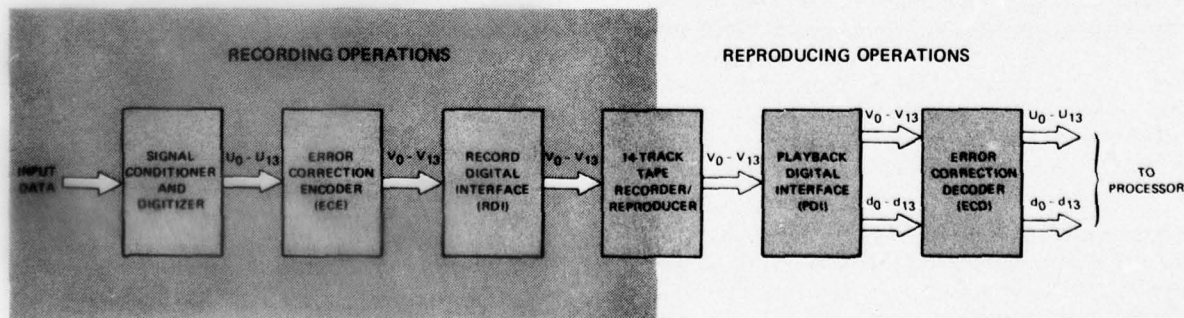 RECORDING OPERATIONS
REPRODUCING OPERATIONS
INPUT
DATA
SIGNAL
CONDITIONER
AND
DIGITIZER
U0 - U13
ERROR
CORRECTION
ENCODER
(ECE)
V0 - V13
RECORD
DIGITAL
INTERFACE
(RDI)
V0 - V13
14-TRACK
TAPE
RECORDER/
REPRODUCER
V0 - V13
PLAYBACK
DIGITAL
INTERFACE
(PDI)
V0 - V13
d0 - d13
ERROR
CORRECTION
DECODER
(ECD)
U0 - U13
d0 - d13
TO
PROCESSOR